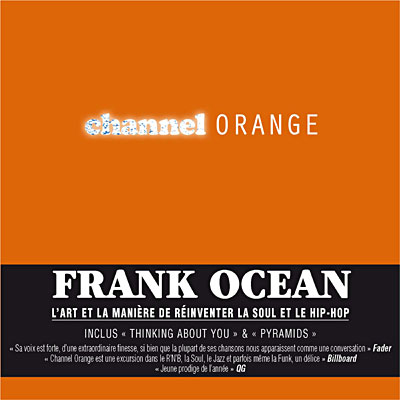 channel ORANGE
FRANK OCEAN
L'ART ET LA MANIÈRE DE RÉINVENTER LA SOUL ET LE HIP-HOP
INCLUS « THINKING ABOUT YOU » & « PYRAMIDS »
« Sa voix est forte, d'une extraordinaire finesse, si bien que la plupart de ses chansons nous apparaissent comme une conversation » Fader
« Channel Orange est une excursion dans le R'N'B, la Soul, le Jazz et parfois même la Funk, un délice » Billboard
« Jeune prodige de l'année » GQ